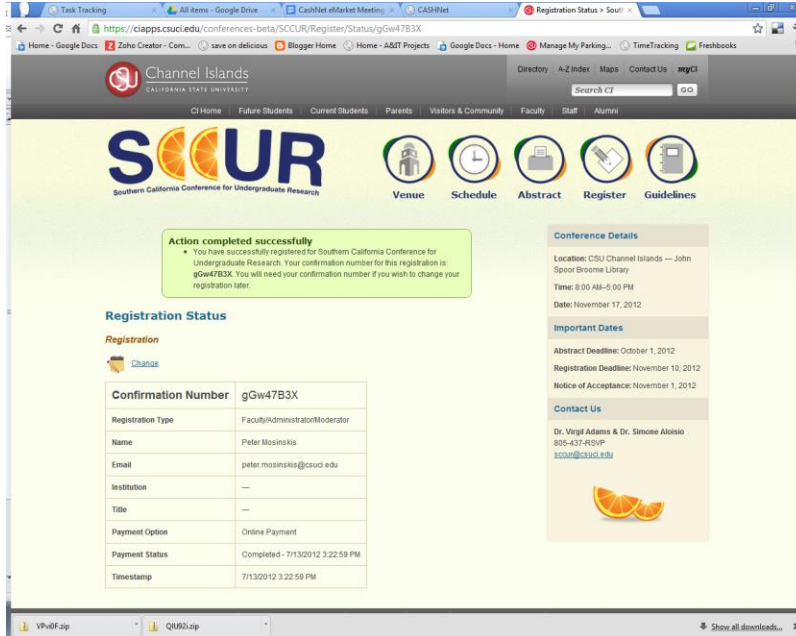 Task Tracking
All items - Google Drive
CashNet eMarket Meeting
CASHNet
Registration Status > South
https://ciapps.csuci.edu/conferences-beta/SCCUR/Register/Status/gGw47B3X
Home - Google Docs
Zoho Creator - Com...
save on delicious
Blogger Home
Home - A&IT Projects
Google Docs - Home
Manage My Parking...
TimeTracking
Freshbooks
CSU
Channel Islands
CALIFORNIA STATE UNIVERSITY
Directory A-Z Index Maps Contact Us myCI
Search CI GO
CI Home Future Students Current Students Parents Visitors & Community Faculty Staff Alumni
SCCUR
Southern California Conference for Undergraduate Research
Venue Schedule Abstract Register Guidelines
Action completed successfully
• You have successfully registered for Southern California Conference for
Undergraduate Research. Your confirmation number for this registration is:
gGw47B3X. You will need your confirmation number if you wish to change your
registration later.
Registration Status
Registration
Change
Confirmation Number gGw47B3X
Registration Type Faculty/Administrator/Moderator
Name Peter Mosinskis
Email peter.mosinskis@csuci.edu
Institution —
Title —
Payment Option Online Payment
Payment Status Completed - 7/13/2012 3:22:59 PM
Timestamp 7/13/2012 3:22:59 PM
Conference Details
Location: CSU Channel Islands — John
Spoor Broome Library
Time: 8:00 AM–5:00 PM
Date: November 17, 2012
Important Dates
Abstract Deadline: October 1, 2012
Registration Deadline: November 10, 2012
Notice of Acceptance: November 1, 2012
Contact Us
Dr. Virgil Adams & Dr. Simone Aloisio
805-437-RSVP
sccur@csuci.edu
VPvi0F.zip
QIU92i.zip
Show all downloads...